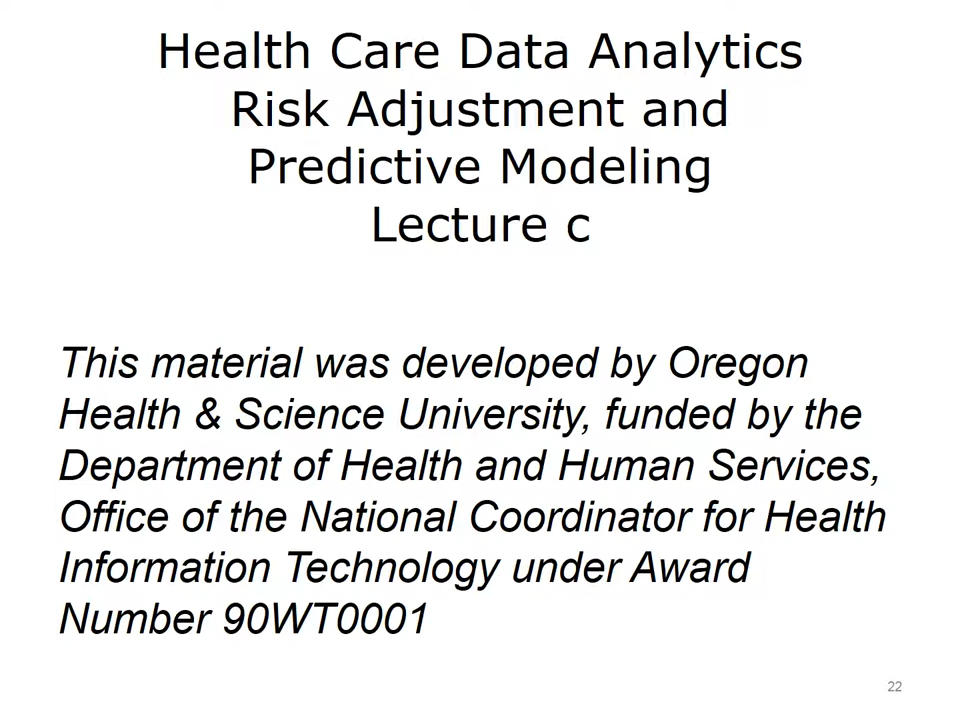 Health Care Data Analytics
Risk Adjustment and
Predictive Modeling
Lecture c
This material was developed by Oregon
Health & Science University, funded by the
Department of Health and Human Services,
Office of the National Coordinator for Health
Information Technology under Award
Number 90WT0001
22